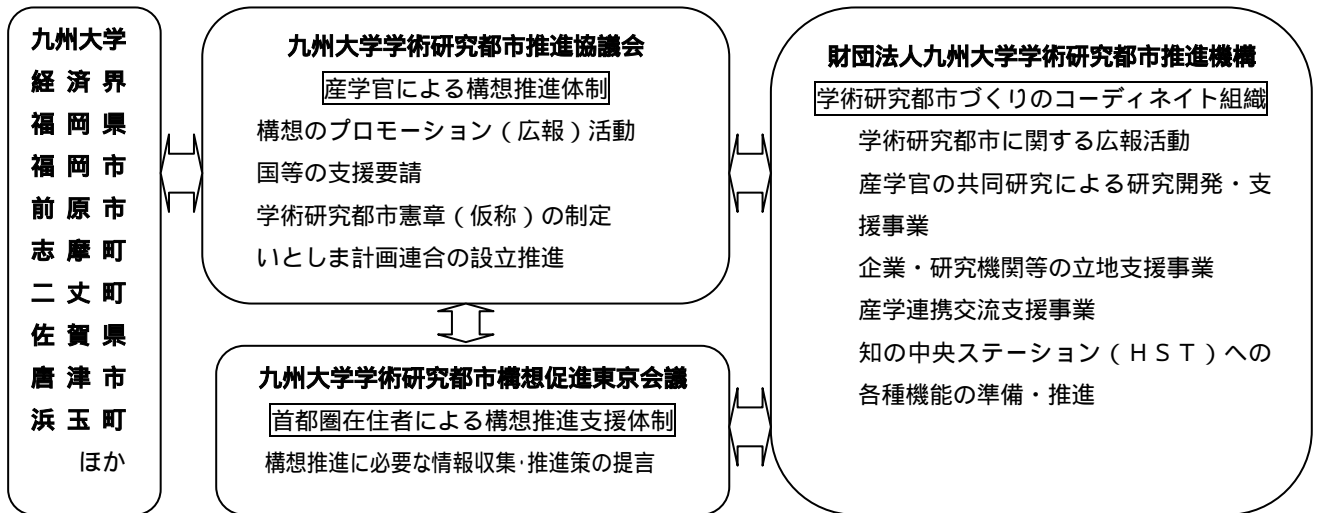 九州大学
経済界
福岡県
福岡市
前原市
志摩町
二丈町
佐賀県
唐津市
浜玉町
ほか
九州大学学術研究都市推進協議会
産学官による構想推進体制
構想のプロモーション（広報）活動
国等の支援要請
学術研究都市憲章（仮称）の制定
いとしま計画連合の設立推進
九州大学学術研究都市構想促進東京会議
首都圏在住者による構想推進支援体制
構想推進に必要な情報収集・推進策の提言
財団法人九州大学学術研究都市推進機構
学術研究都市づくりのコーディネイト組織
学術研究都市に関する広報活動
産学官の共同研究による研究開発・支
援事業
企業・研究機関等の立地支援事業
産学連携交流支援事業
知の中央ステーション（ＨＳＴ）への
各種機能の準備・推進